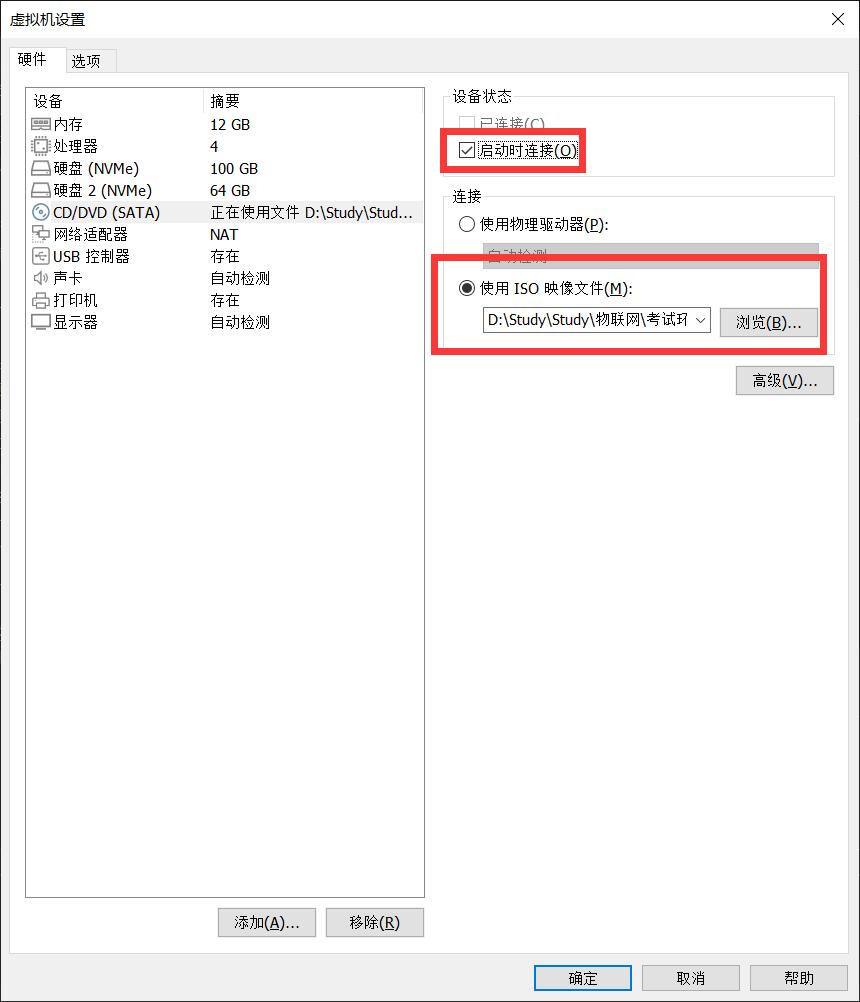 虚拟机设置
硬件 选项
设备 摘要
内存 12 GB
处理器 4
硬盘 (NVMe) 100 GB
硬盘 2 (NVMe) 64 GB
CD/DVD (SATA) 正在使用文件 D:\Study\Stud...
网络适配器 NAT
USB 控制器 存在
声卡 自动检测
打印机 存在
显示器 自动检测
添加(A)... 移除(R)
设备状态
已连接(C)
启动时连接(O)
连接
使用物理驱动器(P):
自动检测
使用 ISO 映像文件(M):
D:\Study\Study\物联网\考试环 浏览(B)...
高级(V)...
确定 取消 帮助